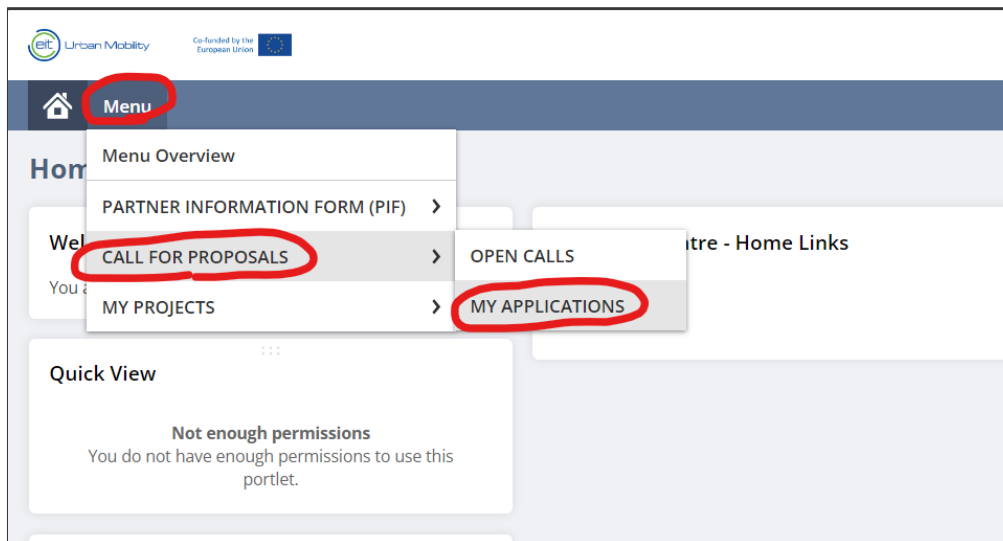 eit Urban Mobility
Co-funded by the
European Union
Menu
Hom
Menu Overview
PARTNER INFORMATION FORM (PIF)
CALL FOR PROPOSALS
MY PROJECTS
OPEN CALLS
MY APPLICATIONS
Wel
You a
ntre - Home Links
Quick View
Not enough permissions
You do not have enough permissions to use this
portlet.